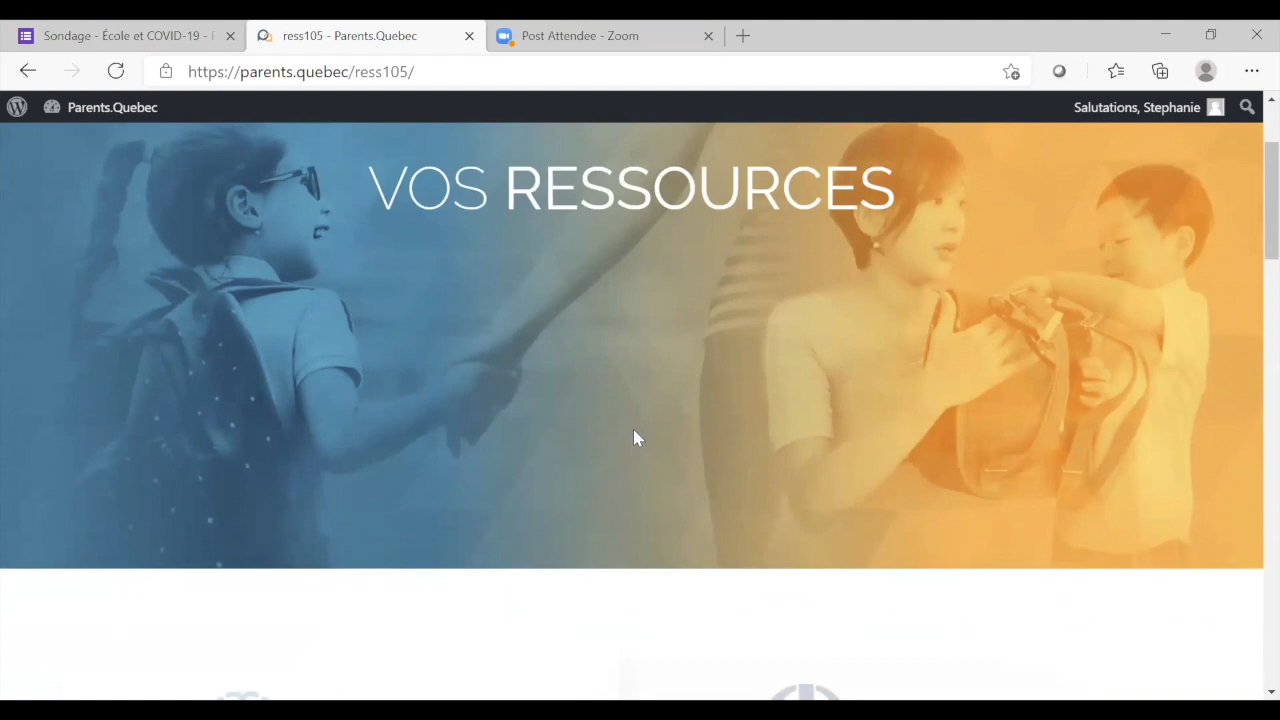 Sondage - École et COVID-19 - F
ress105 - Parents.Quebec
Post Attendee - Zoom
https://parents.quebec/ress105/
Parents.Quebec
Salutations, Stephanie
VOS RESSOURCES